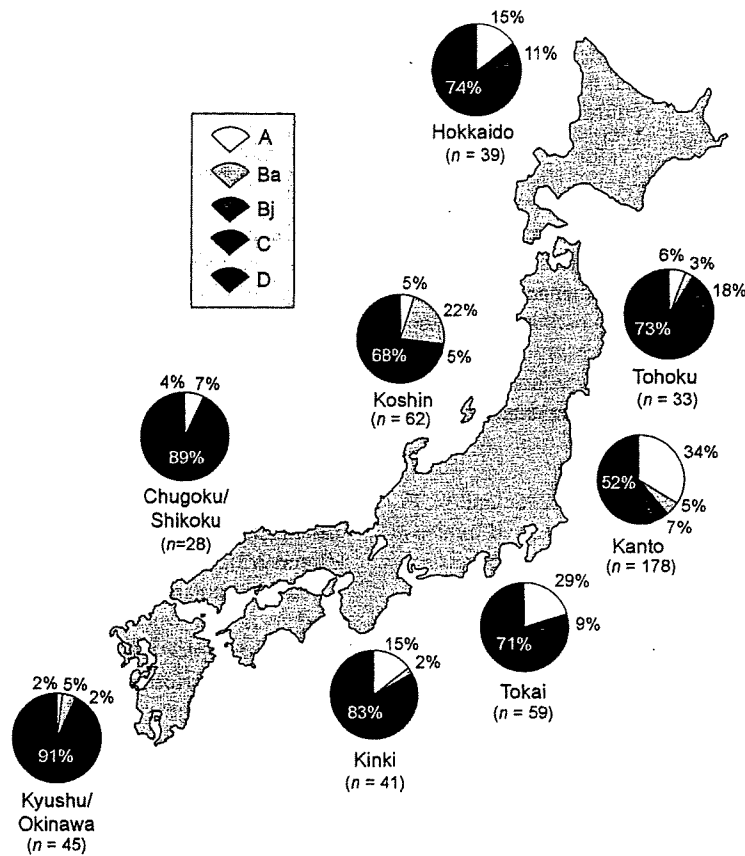 15%
11%
74%
Hokkaido
(n = 39)
A
Ba
Bj
C
D
6%
3%
18%
73%
Tohoku
(n = 33)
5%
22%
5%
68%
Koshin
(n = 62)
4%
7%
89%
Chugoku/
Shikoku
(n=28)
34%
52%
5%
7%
Kanto
(n = 178)
29%
9%
71%
Tokai
(n = 59)
15%
2%
83%
Kinki
(n = 41)
2%
5%
2%
91%
Kyushu/
Okinawa
(n = 45)